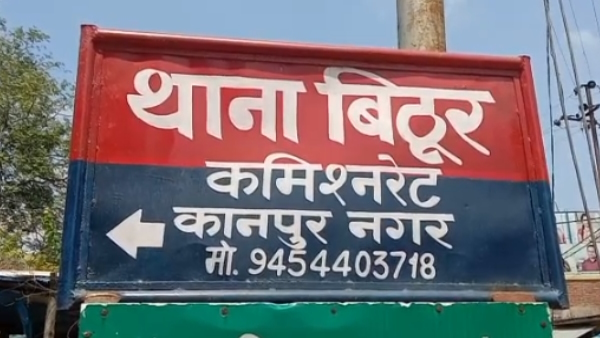 थाना बिठूर
कमिश्नरेट
कानपुर नगर
मो. 9454403718